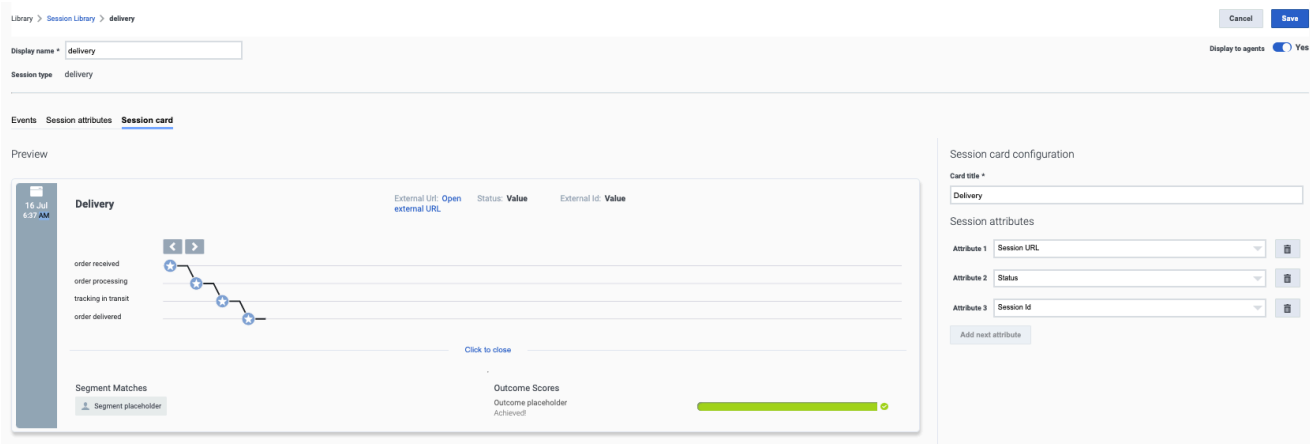 Library > Session Library > delivery
Cancel
Save
Display name * delivery
Display to agents Yes
Session type delivery
Events Session attributes Session card
Preview
16 Jul
6:37 AM
Delivery
External Url: Open
external URL
Status: Value
External Id: Value
order received
order processing
tracking in transit
order delivered
Click to close
Segment Matches
Segment placeholder
Outcome Scores
Outcome placeholder
Achieved!
Session card configuration
Card title *
Delivery
Session attributes
Attribute 1 Session URL
Attribute 2 Status
Attribute 3 Session Id
Add next attribute